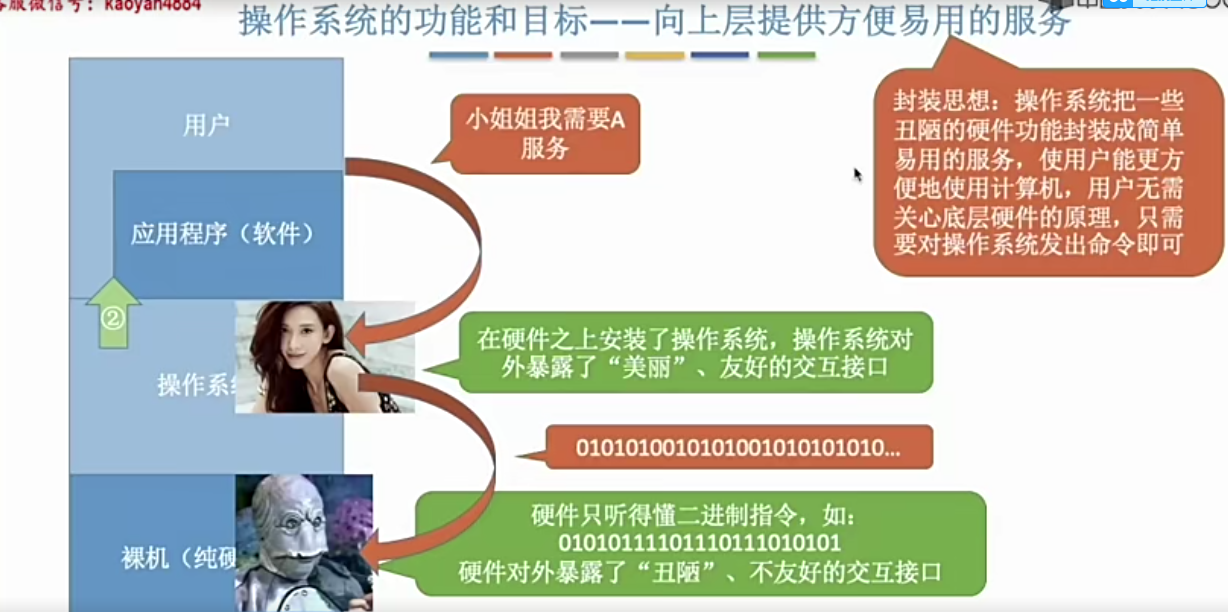 服微信号：kaoyan4884
操作系统的功能和目标——向上层提供方便易用的服务
用户
小姐姐我需要A
服务
封装思想：操作系统把一些
丑陋的硬件功能封装成简单
易用的服务，使用户能更方
便地使用计算机，用户无需
关心底层硬件的原理，只需
要对操作系统发出命令即可
应用程序（软件）
②
在硬件之上安装了操作系统，操作系统对
外暴露了“美丽”、友好的交互接口
操作系
01010100101010010101010...
硬件只听得懂二进制指令，如：
01010111101110111010101
硬件对外暴露了“丑陋”、不友好的交互接口
裸机（纯硬